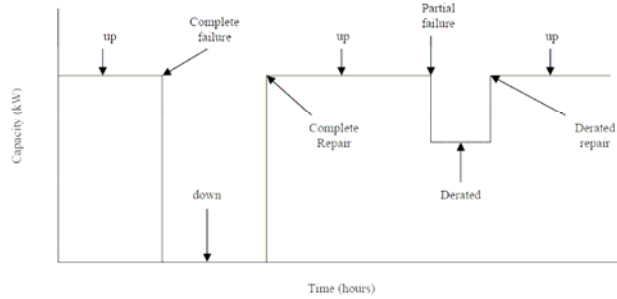 up
Complete
failure
up
Partial
failure
up
Capacity (kW)
Complete
Repair
Derated
repair
down
Derated
Time (hours)